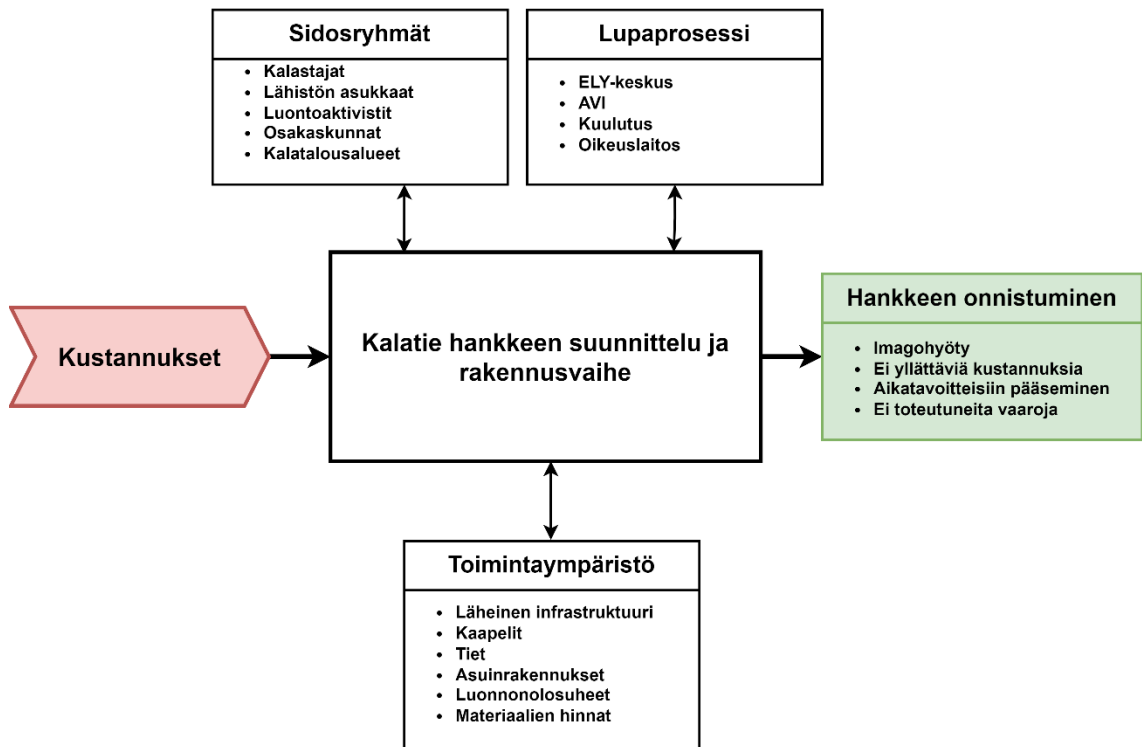 Sidosryhmät
• Kalastajat
• Lähistön asukkaat
• Luontoaktivistit
• Osakaskunnat
• Kalatalousalueet
Lupaprosessi
• ELY-keskus
• AVI
• Kuulutus
• Oikeuslaitos
Kustannukset
Kalatie hankkeen suunnittelu ja
rakennusvaihe
Hankkeen onnistuminen
• Imagohyöty
• Ei yllättäviä kustannuksia
• Aikatavoitteisiin pääseminen
• Ei toteutuneita vaaroja
Toimintaympäristö
• Läheinen infrastruktuuri
• Kaapelit
• Tiet
• Asuinrakennukset
• Luonnonolosuheet
• Materiaalien hinnat